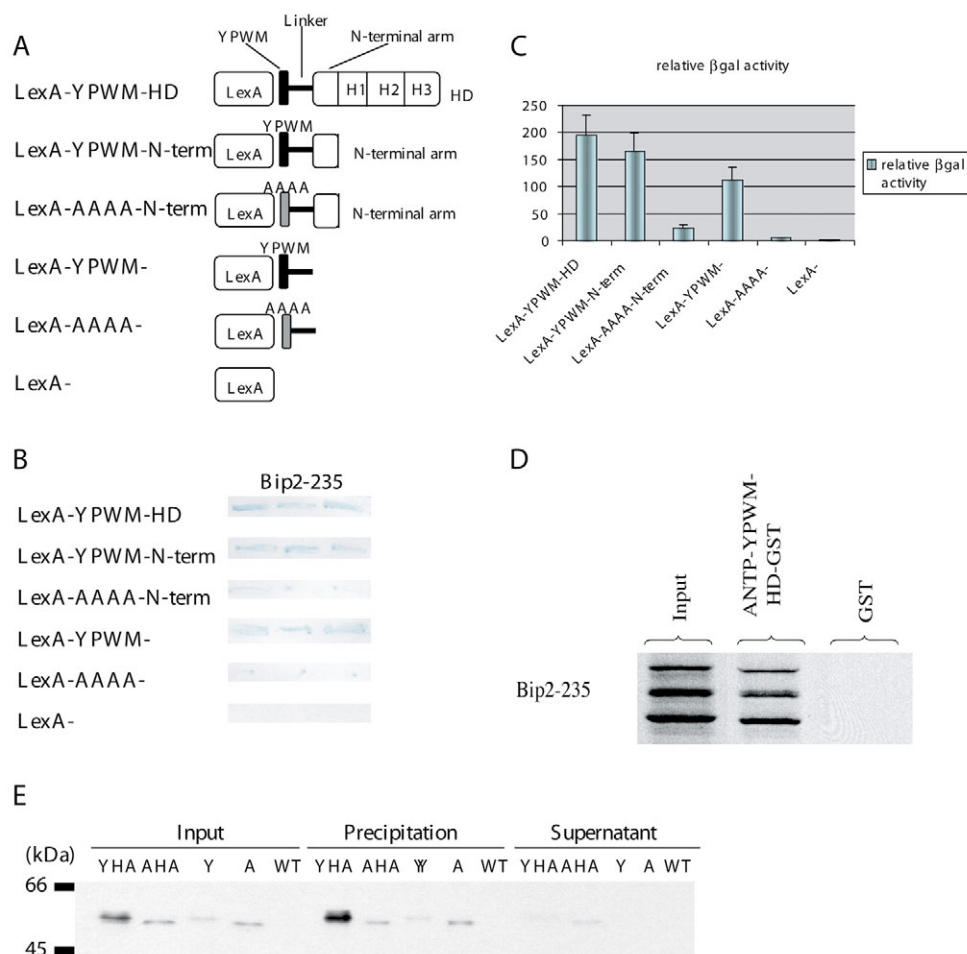 A
YPWM
Linker
N-terminal arm
LexA-YPWM-HD
LexA
H1 H2 H3
HD
LexA-YPWM-N-term
LexA
YPWM
N-terminal arm
LexA-AAAA-N-term
LexA
AAAA
N-terminal arm
LexA-YPWM-
LexA
YPWM
LexA-AAAA-
LexA
AAAA
LexA-
LexA
C
relative βgal activity
250
200
150
100
50
0
LexA-YPWM-HD
LexA-YPWM-N-term
LexA-AAAA-N-term
LexA-YPWM-
LexA-AAAA-
LexA-
relative βgal
activity
B
Bip2-235
LexA-YPWM-HD
LexA-YPWM-N-term
LexA-AAAA-N-term
LexA-YPWM-
LexA-AAAA-
LexA-
D
Input
ANTP-YPWM-
HD-GST
GST
Bip2-235
E
Input Precipitation Supernatant
(kDa) YHA AHA Y A WT YHA AHA Y A WT YHA AHA Y A WT
66
45